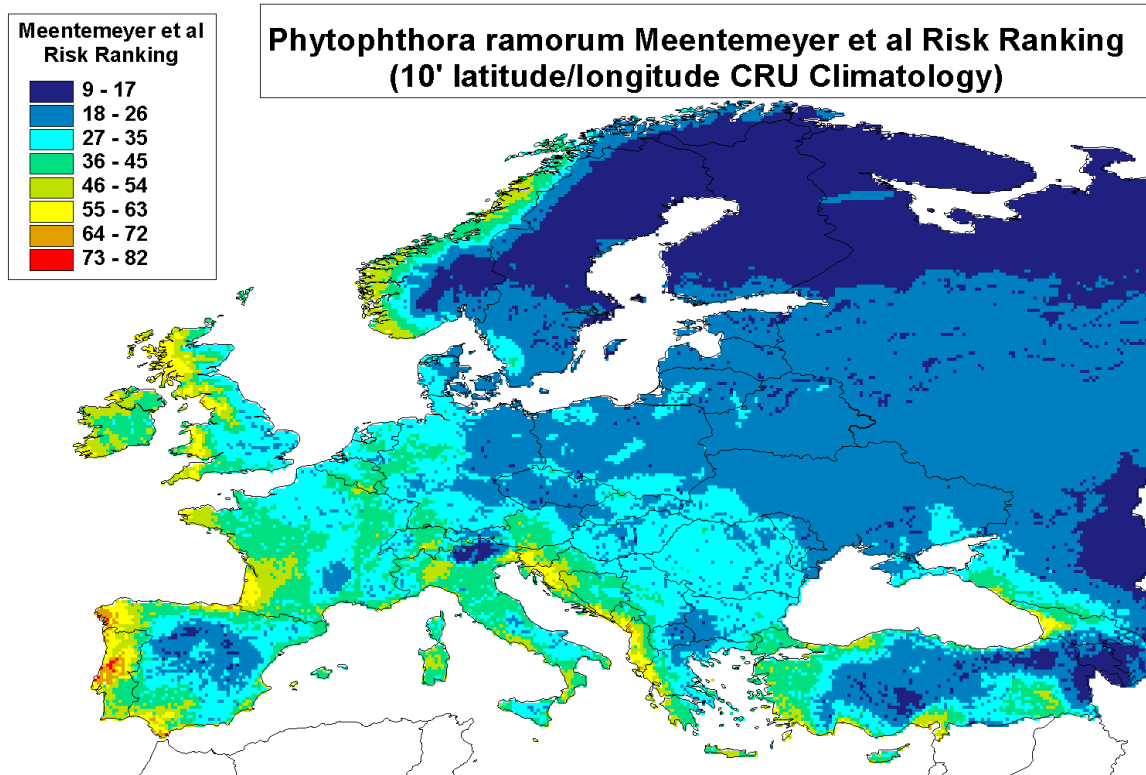 Meentemeyer et al
Risk Ranking
9 - 17
18 - 26
27 - 35
36 - 45
46 - 54
55 - 63
64 - 72
73 - 82
Phytophthora ramorum Meentemeyer et al Risk Ranking
(10' latitude/longitude CRU Climatology)